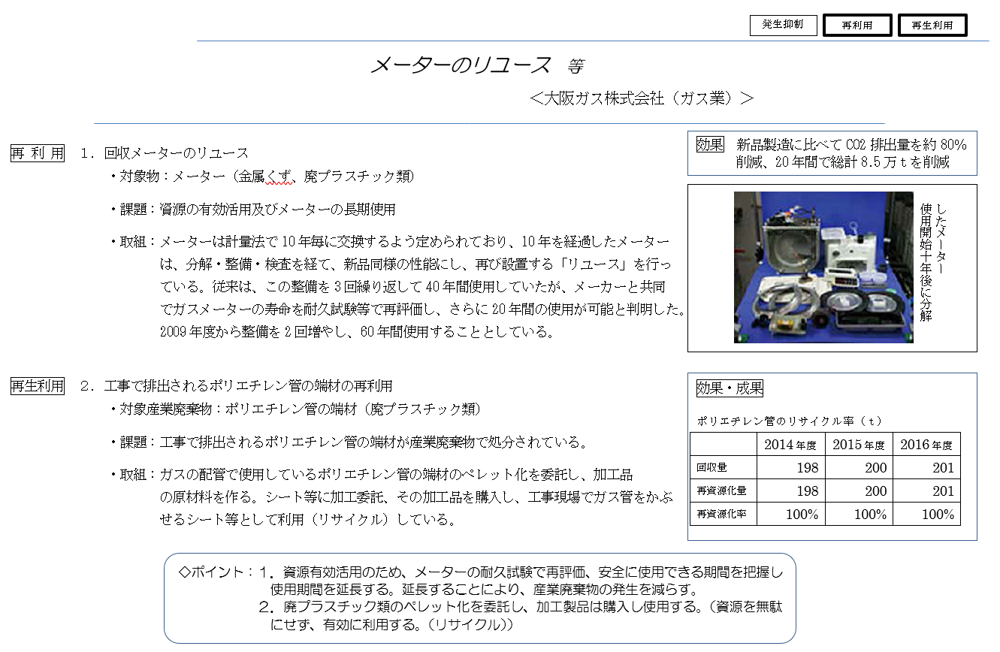 発生抑制 再利用 再生利用
メーターのリユース 等
＜大阪ガス株式会社（ガス業）＞
再 利 用 １．回収メーターのリユース
・対象物：メーター（金属くず、廃プラスチック類）
・課題：資源の有効活用及びメーターの長期使用
・取組：メーターは計量法で10年毎に交換するよう定められており、10年を経過したメーター
は、分解・整備・検査を経て、新品同様の性能にし、再び設置する「リユース」を行っ
ている。従来は、この整備を3回繰り返して40年間使用していたが、メーカーと共同
でガスメーターの寿命を耐久試験等で再評価し、さらに20年間の使用が可能と判明した。
2009年度から整備を2回増やし、60年間使用することとしている。
効果 新品製造に比べてCO2排出量を約80%
削減、20年間で総計8.5万ｔを削減
使用開始十年後に分解
したメーター
再生利用 ２．工事で排出されるポリエチレン管の端材の再利用
・対象産業廃棄物：ポリエチレン管の端材（廃プラスチック類）
・課題：工事で排出されるポリエチレン管の端材が産業廃棄物で処分されている。
・取組：ガスの配管で使用しているポリエチレン管の端材のペレット化を委託し、加工品
の原材料を作る。シート等に加工委託、その加工品を購入し、工事現場でガス管をかぶ
せるシート等として利用（リサイクル）している。
効果・成果
ポリエチレン管のリサイクル率（ｔ）
2014年度 2015年度 2016年度
回収量 198 200 201
再資源化量 198 200 201
再資源化率 100% 100% 100%
◇ポイント：１．資源有効活用のため、メーターの耐久試験で再評価、安全に使用できる期間を把握し
使用期間を延長する。延長することにより、産業廃棄物の発生を減らす。
２．廃プラスチック類のペレット化を委託し、加工製品は購入し使用する。（資源を無駄
にせず、有効に利用する。（リサイクル））